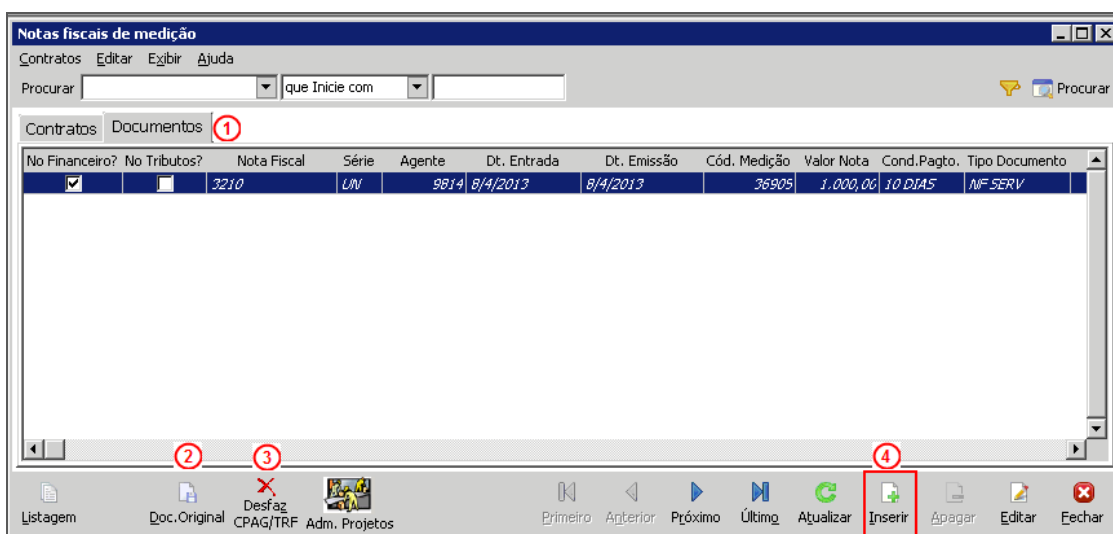 Notas fiscais de medição
Contratos Editar Exibir Ajuda
Procurar que Inicie com Procurar
Contratos Documentos 1
No Financeiro? No Tributos? Nota Fiscal Série Agente Dt. Entrada Dt. Emissão Cód. Medição Valor Nota Cond.Pagto. Tipo Documento
3210 UN 9814 8/4/2013 8/4/2013 36905 1.000,00 10 DIAS NF SERV
2 3 4
Listagem Doc.Original Desfaz CPAG/TRF Adm. Projetos Primeiro Anterior Próximo Último Atualizar Inserir Apagar Editar Fechar